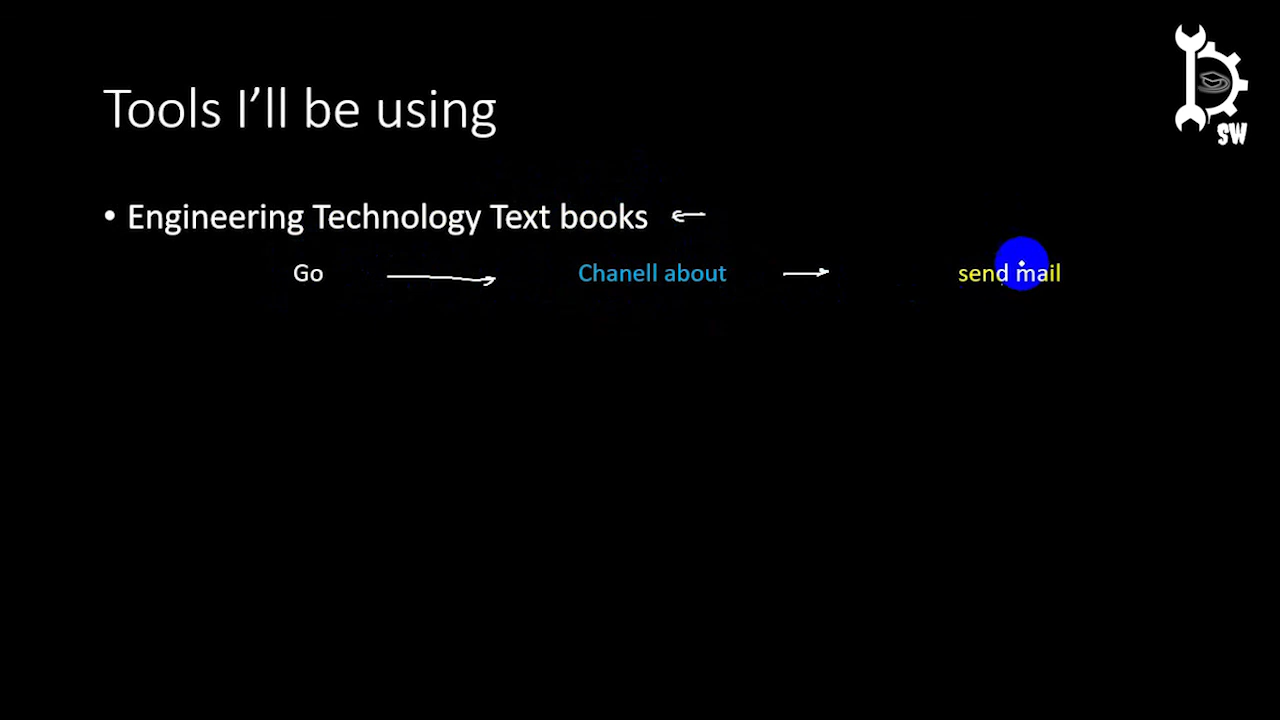 SW
Tools I'll be using
• Engineering Technology Text books
Go Chanell about send mail